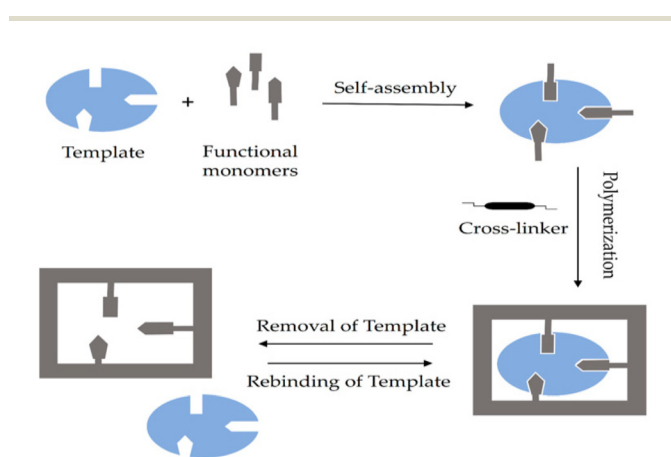 Self-assembly
+
Template
Functional
monomers
Polymerization
Cross-linker
Removal of Template
Rebinding of Template